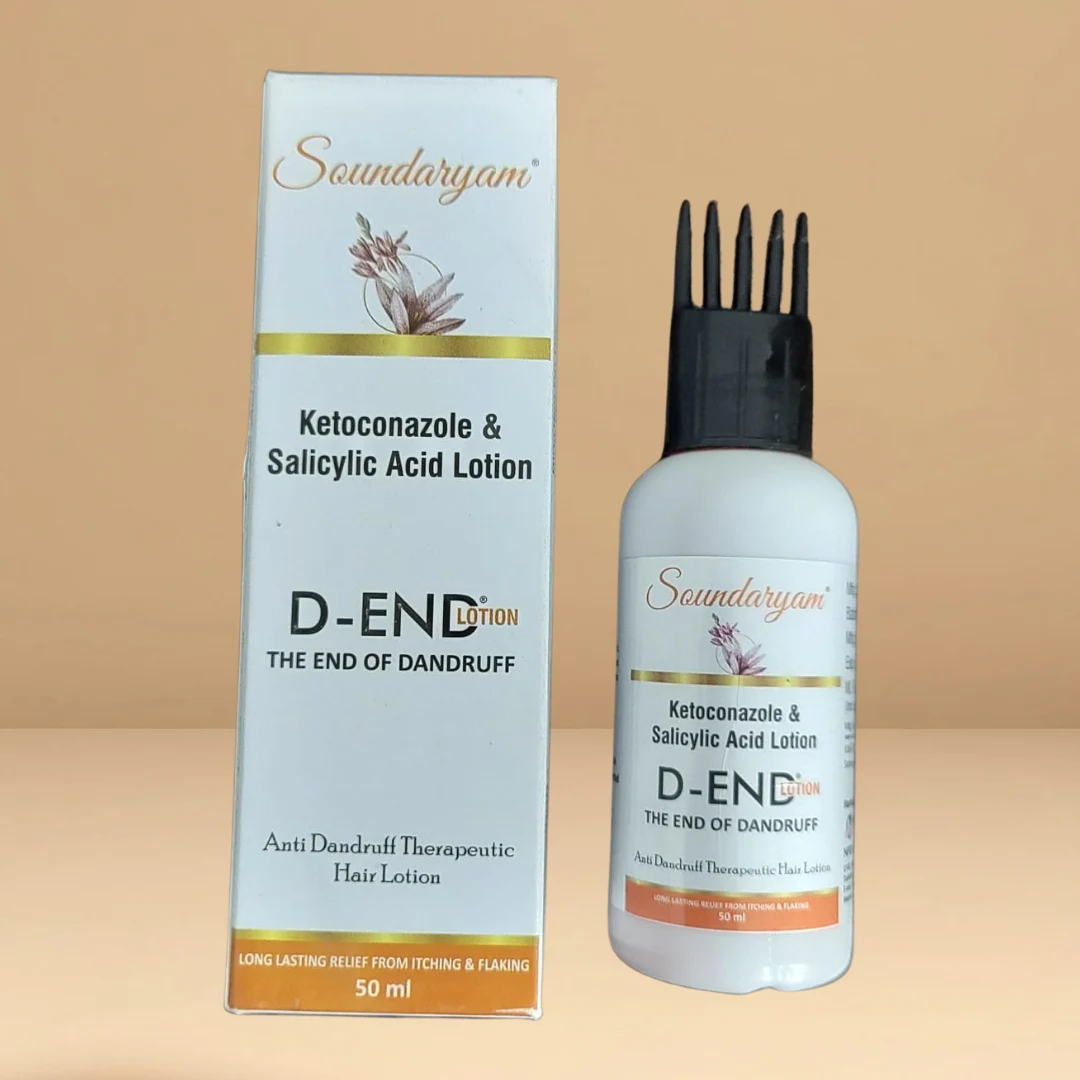 Soundaryam®
Ketoconazole &
Salicylic Acid Lotion
D-END® LOTION
THE END OF DANDRUFF
Anti Dandruff Therapeutic
Hair Lotion
LONG LASTING RELIEF FROM ITCHING & FLAKING
50 ml
Soundaryam®
Ketoconazole &
Salicylic Acid Lotion
D-END® LOTION
THE END OF DANDRUFF
Anti Dandruff Therapeutic Hair Lotion
LONG LASTING RELIEF FROM ITCHING & FLAKING
50 ml